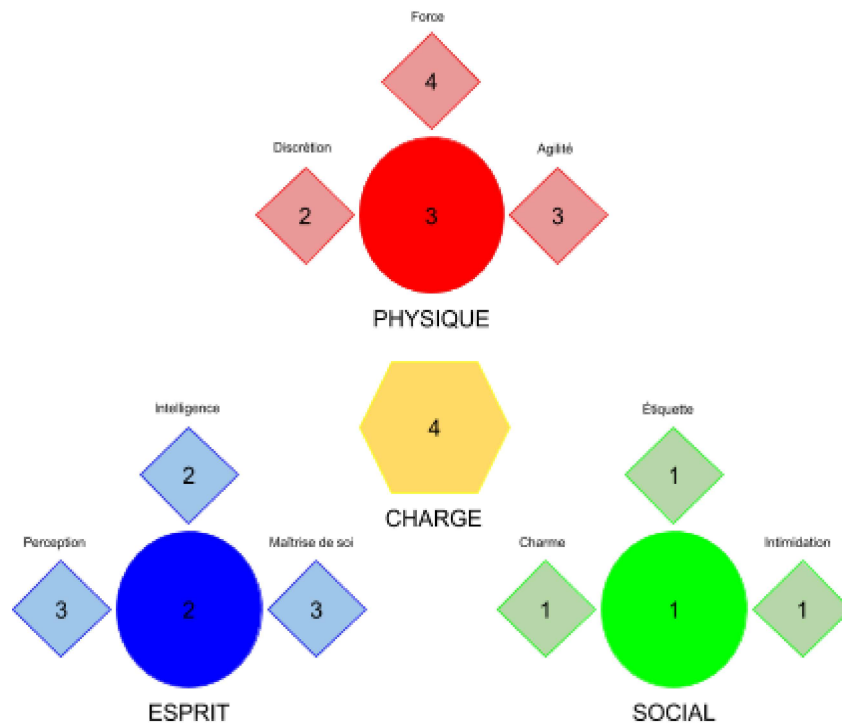 Force
4
Discrétion
Agilité
2
3
3
PHYSIQUE
Intelligence
Étiquette
4
2
1
CHARGE
Perception
Maîtrise de soi
Charme
Intimidation
3
2
3
1
1
1
ESPRIT
SOCIAL